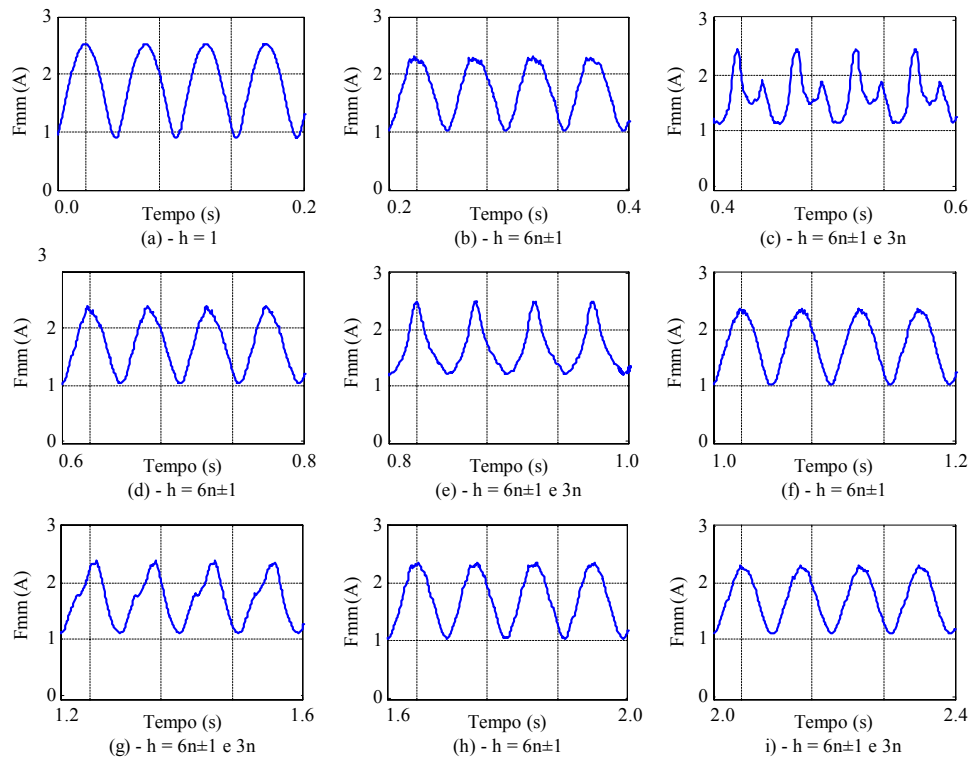 3
2
1
0
Fmm (A)
0.0
0.2
Tempo (s)
(a) - h = 1
3
2
1
0
Fmm (A)
0.2
0.4
Tempo (s)
(b) - h = 6n±1
3
2
1
0
Fmm (A)
0.4
0.6
Tempo (s)
(c) - h = 6n±1 e 3n
3
3
2
1
0
Fmm (A)
0.6
0.8
Tempo (s)
(d) - h = 6n±1
3
2
1
0
Fmm (A)
0.8
1.0
Tempo (s)
(e) - h = 6n±1 e 3n
3
2
1
0
Fmm (A)
1.0
1.2
Tempo (s)
(f) - h = 6n±1
3
2
1
0
Fmm (A)
1.2
1.6
Tempo (s)
(g) - h = 6n±1 e 3n
3
2
1
0
Fmm (A)
1.6
2.0
Tempo (s)
(h) - h = 6n±1
3
2
1
0
Fmm (A)
2.0
2.4
Tempo (s)
i) - h = 6n±1 e 3n